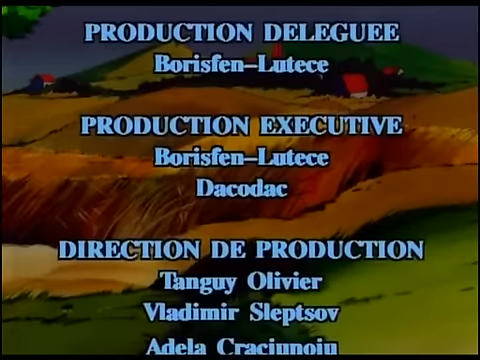 PRODUCTION DELEGUEE
Borisfen–Lutece
PRODUCTION EXECUTIVE
Borisfen–Lutece
Dacodac
DIRECTION DE PRODUCTION
Tanguy Olivier
Vladimir Sleptsov
Adela Craciunoiu